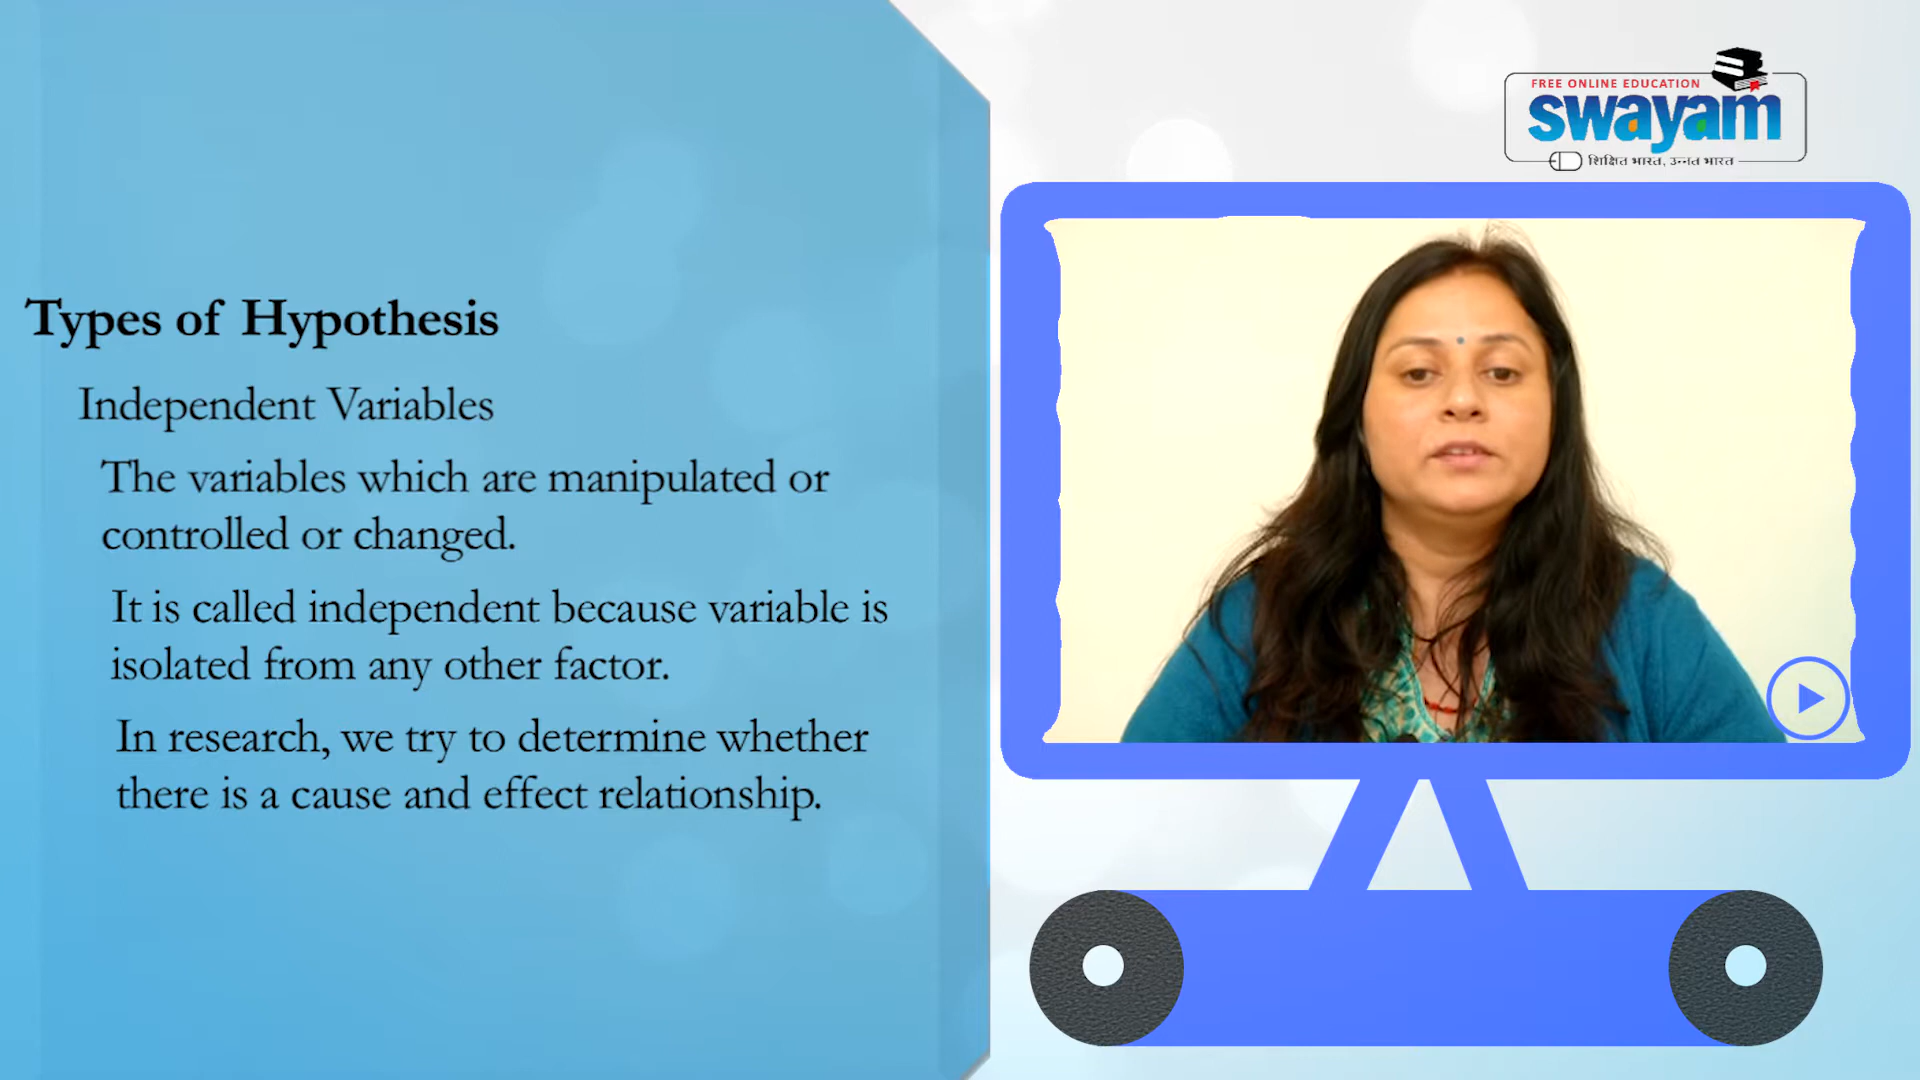 Types of Hypothesis
Independent Variables
The variables which are manipulated or
controlled or changed.
It is called independent because variable is
isolated from any other factor.
In research, we try to determine whether
there is a cause and effect relationship.
FREE ONLINE EDUCATION
swayam
शिक्षित भारत, उन्नत भारत